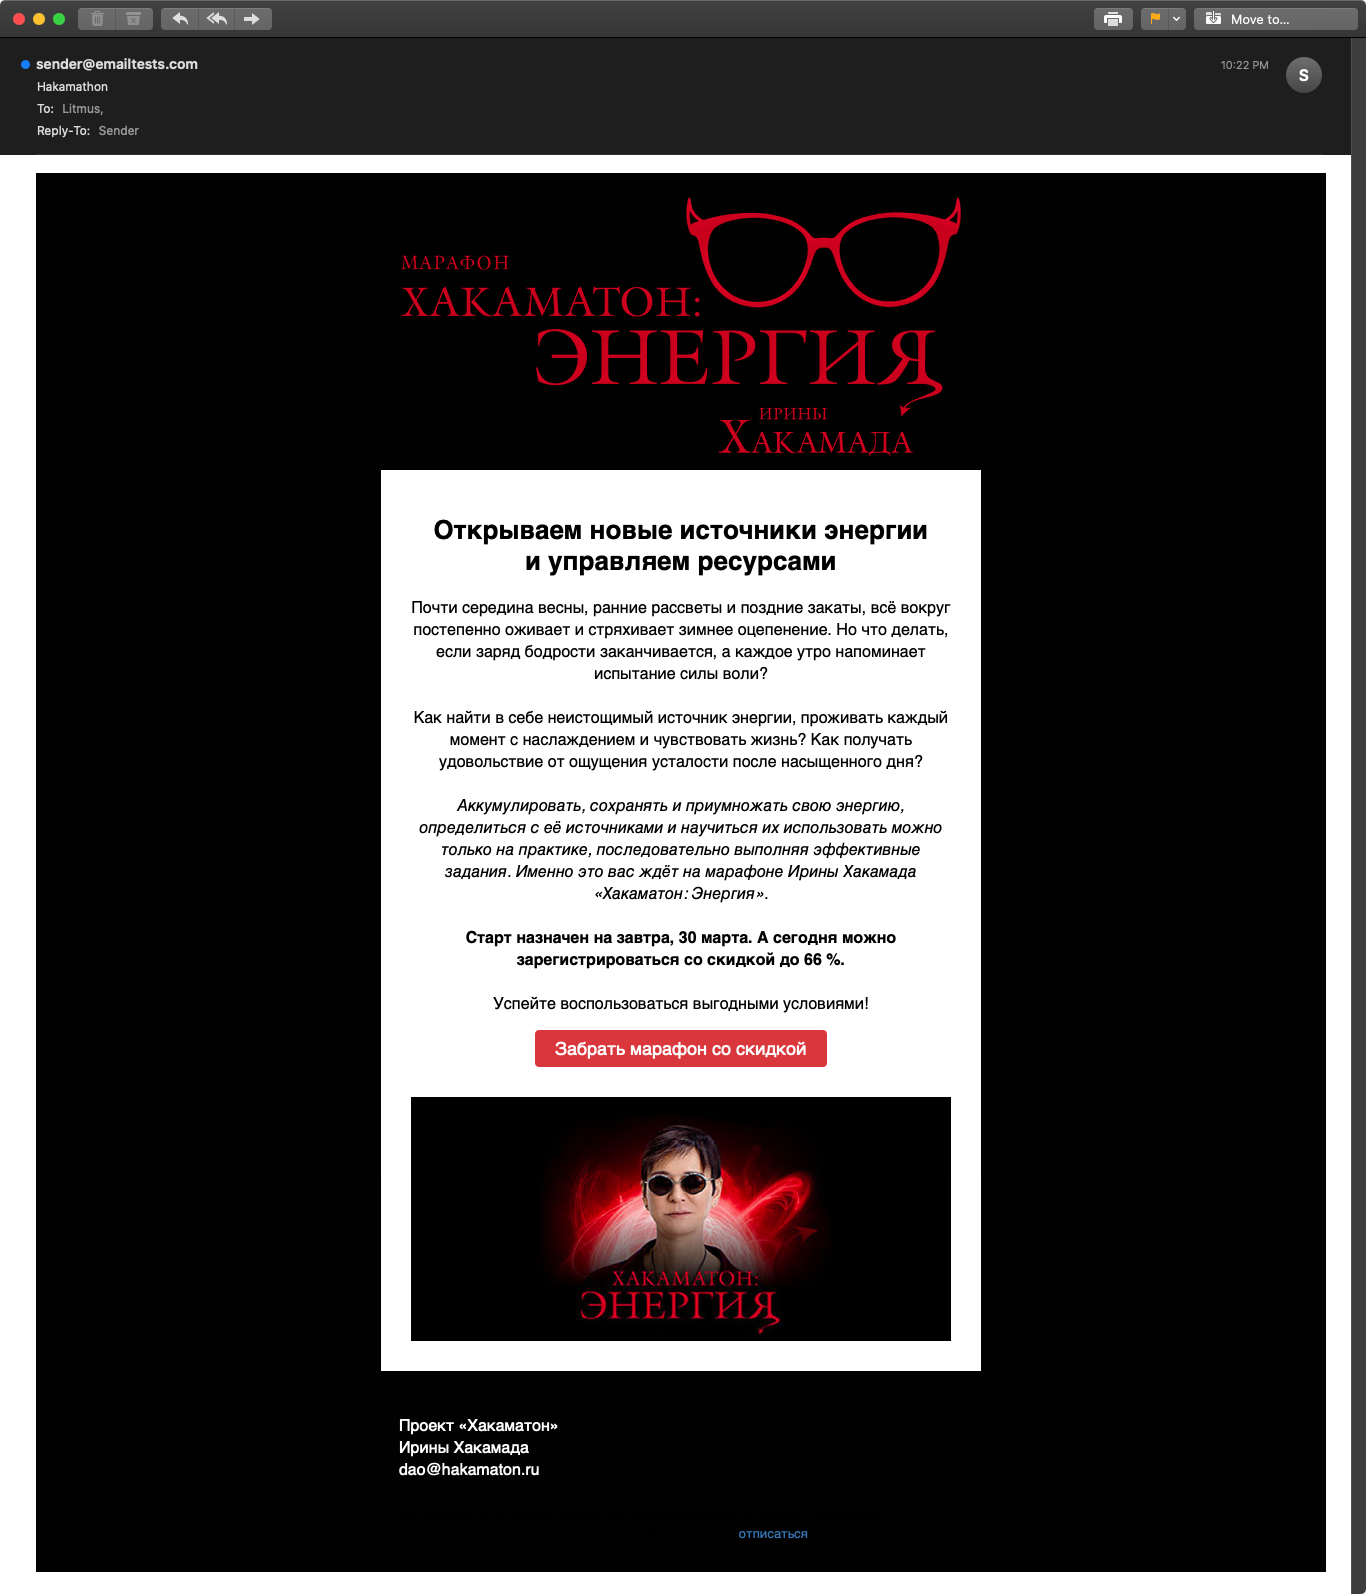 Move to...
sender@emailtests.com
10:22 PM
S
Hakamathon
To: Litmus,
Reply-To: Sender
МАРАФОН
ХАКАМАТОН:
ЭНЕРГИЯ
ИРИНЫ
ХАКАМАДА
Открываем новые источники энергии
и управляем ресурсами
Почти середина весны, ранние рассветы и поздние закаты, всё вокруг
постепенно оживает и стряхивает зимнее оцепенение. Но что делать,
если заряд бодрости заканчивается, а каждое утро напоминает
испытание силы воли?
Как найти в себе неистощимый источник энергии, проживать каждый
момент с наслаждением и чувствовать жизнь? Как получать
удовольствие от ощущения усталости после насыщенного дня?
Аккумулировать, сохранять и приумножать свою энергию,
определиться с её источниками и научиться их использовать можно
только на практике, последовательно выполняя эффективные
задания. Именно это вас ждёт на марафоне Ирины Хакамада
«Хакаматон: Энергия».
Старт назначен на завтра, 30 марта. А сегодня можно
зарегистрироваться со скидкой до 66 %.
Успейте воспользоваться выгодными условиями!
Забрать марафон со скидкой
ХАКАМАТОН:
ЭНЕРГИЯ
Проект «Хакаматон»
Ирины Хакамада
dao@hakamaton.ru
отписаться